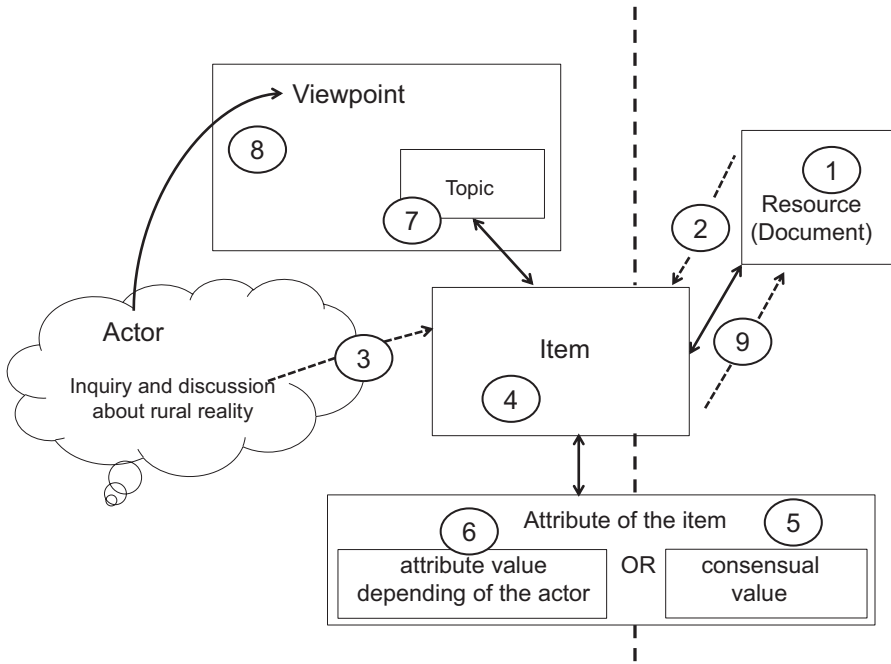 Viewpoint
8
1
Topic
Resource
(Document)
7
2
Actor
3
Item
9
Inquiry and discussion
about rural reality
4
Attribute of the item
5
6
attribute value
depending of the actor
OR
consensual
value